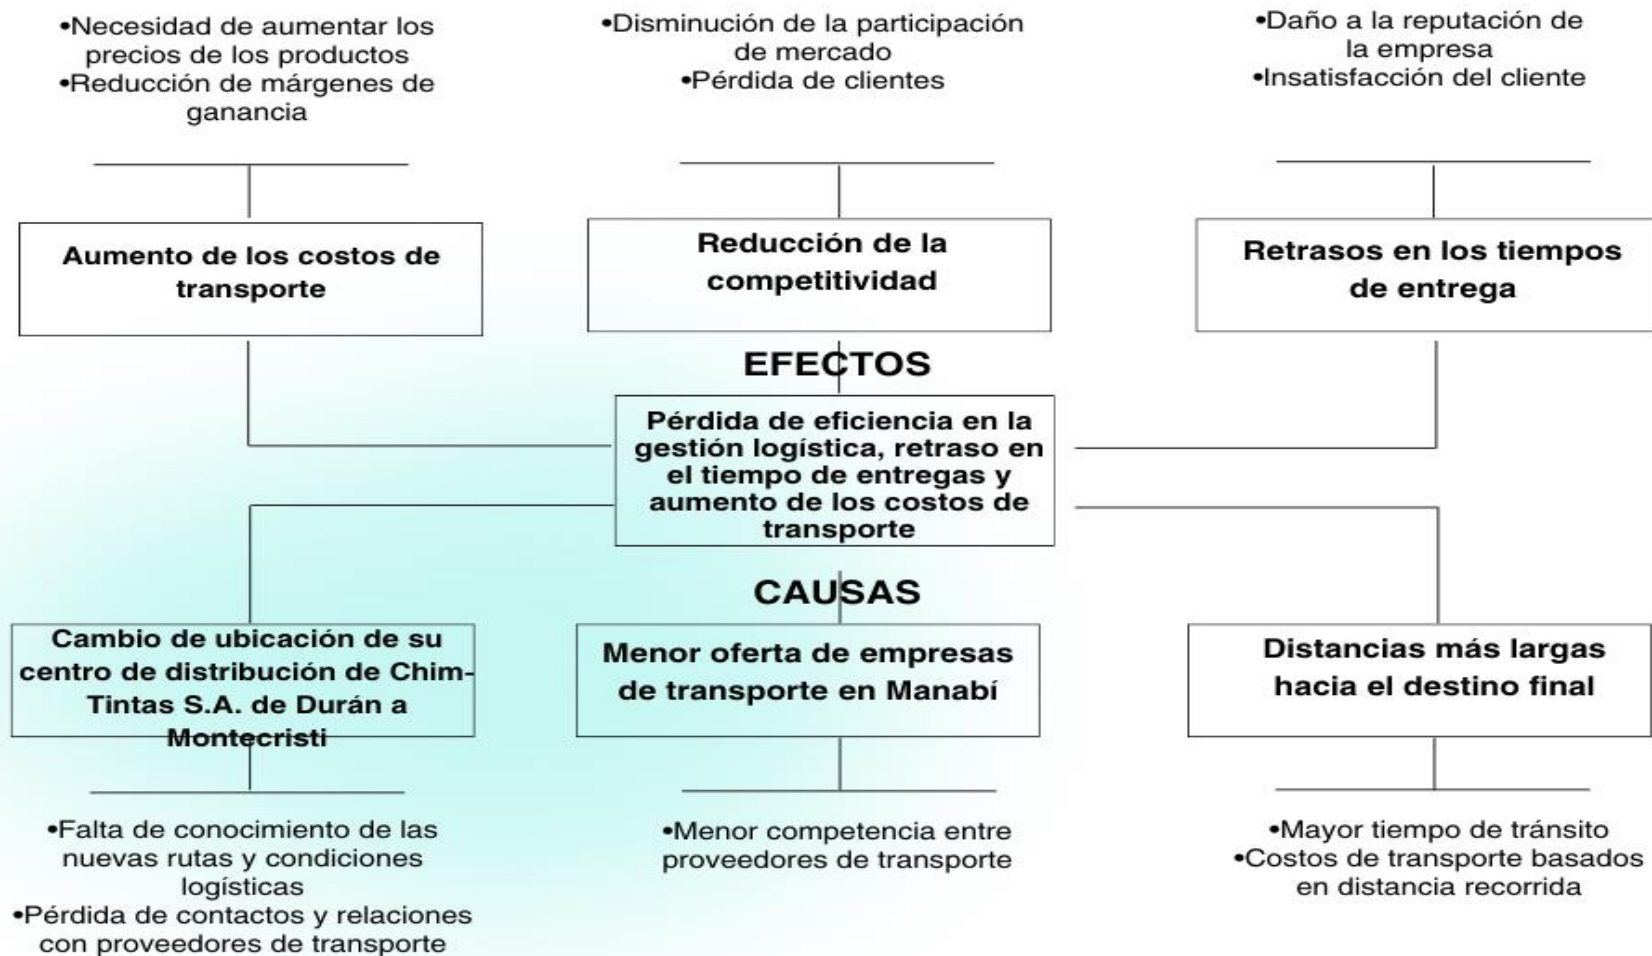 •Necesidad de aumentar los
precios de los productos
•Reducción de márgenes de
ganancia
•Disminución de la participación
de mercado
•Pérdida de clientes
•Daño a la reputación de
la empresa
•Insatisfacción del cliente
Aumento de los costos de
transporte
Reducción de la
competitividad
Retrasos en los tiempos
de entrega
EFECTOS
Pérdida de eficiencia en la
gestión logística, retraso en
el tiempo de entregas y
aumento de los costos de
transporte
CAUSAS
Cambio de ubicación de su
centro de distribución de Chim-
Tintas S.A. de Durán a
Montecristi
Menor oferta de empresas
de transporte en Manabí
Distancias más largas
hacia el destino final
•Falta de conocimiento de las
nuevas rutas y condiciones
logísticas
•Pérdida de contactos y relaciones
con proveedores de transporte
•Menor competencia entre
proveedores de transporte
•Mayor tiempo de tránsito
•Costos de transporte basados
en distancia recorrida